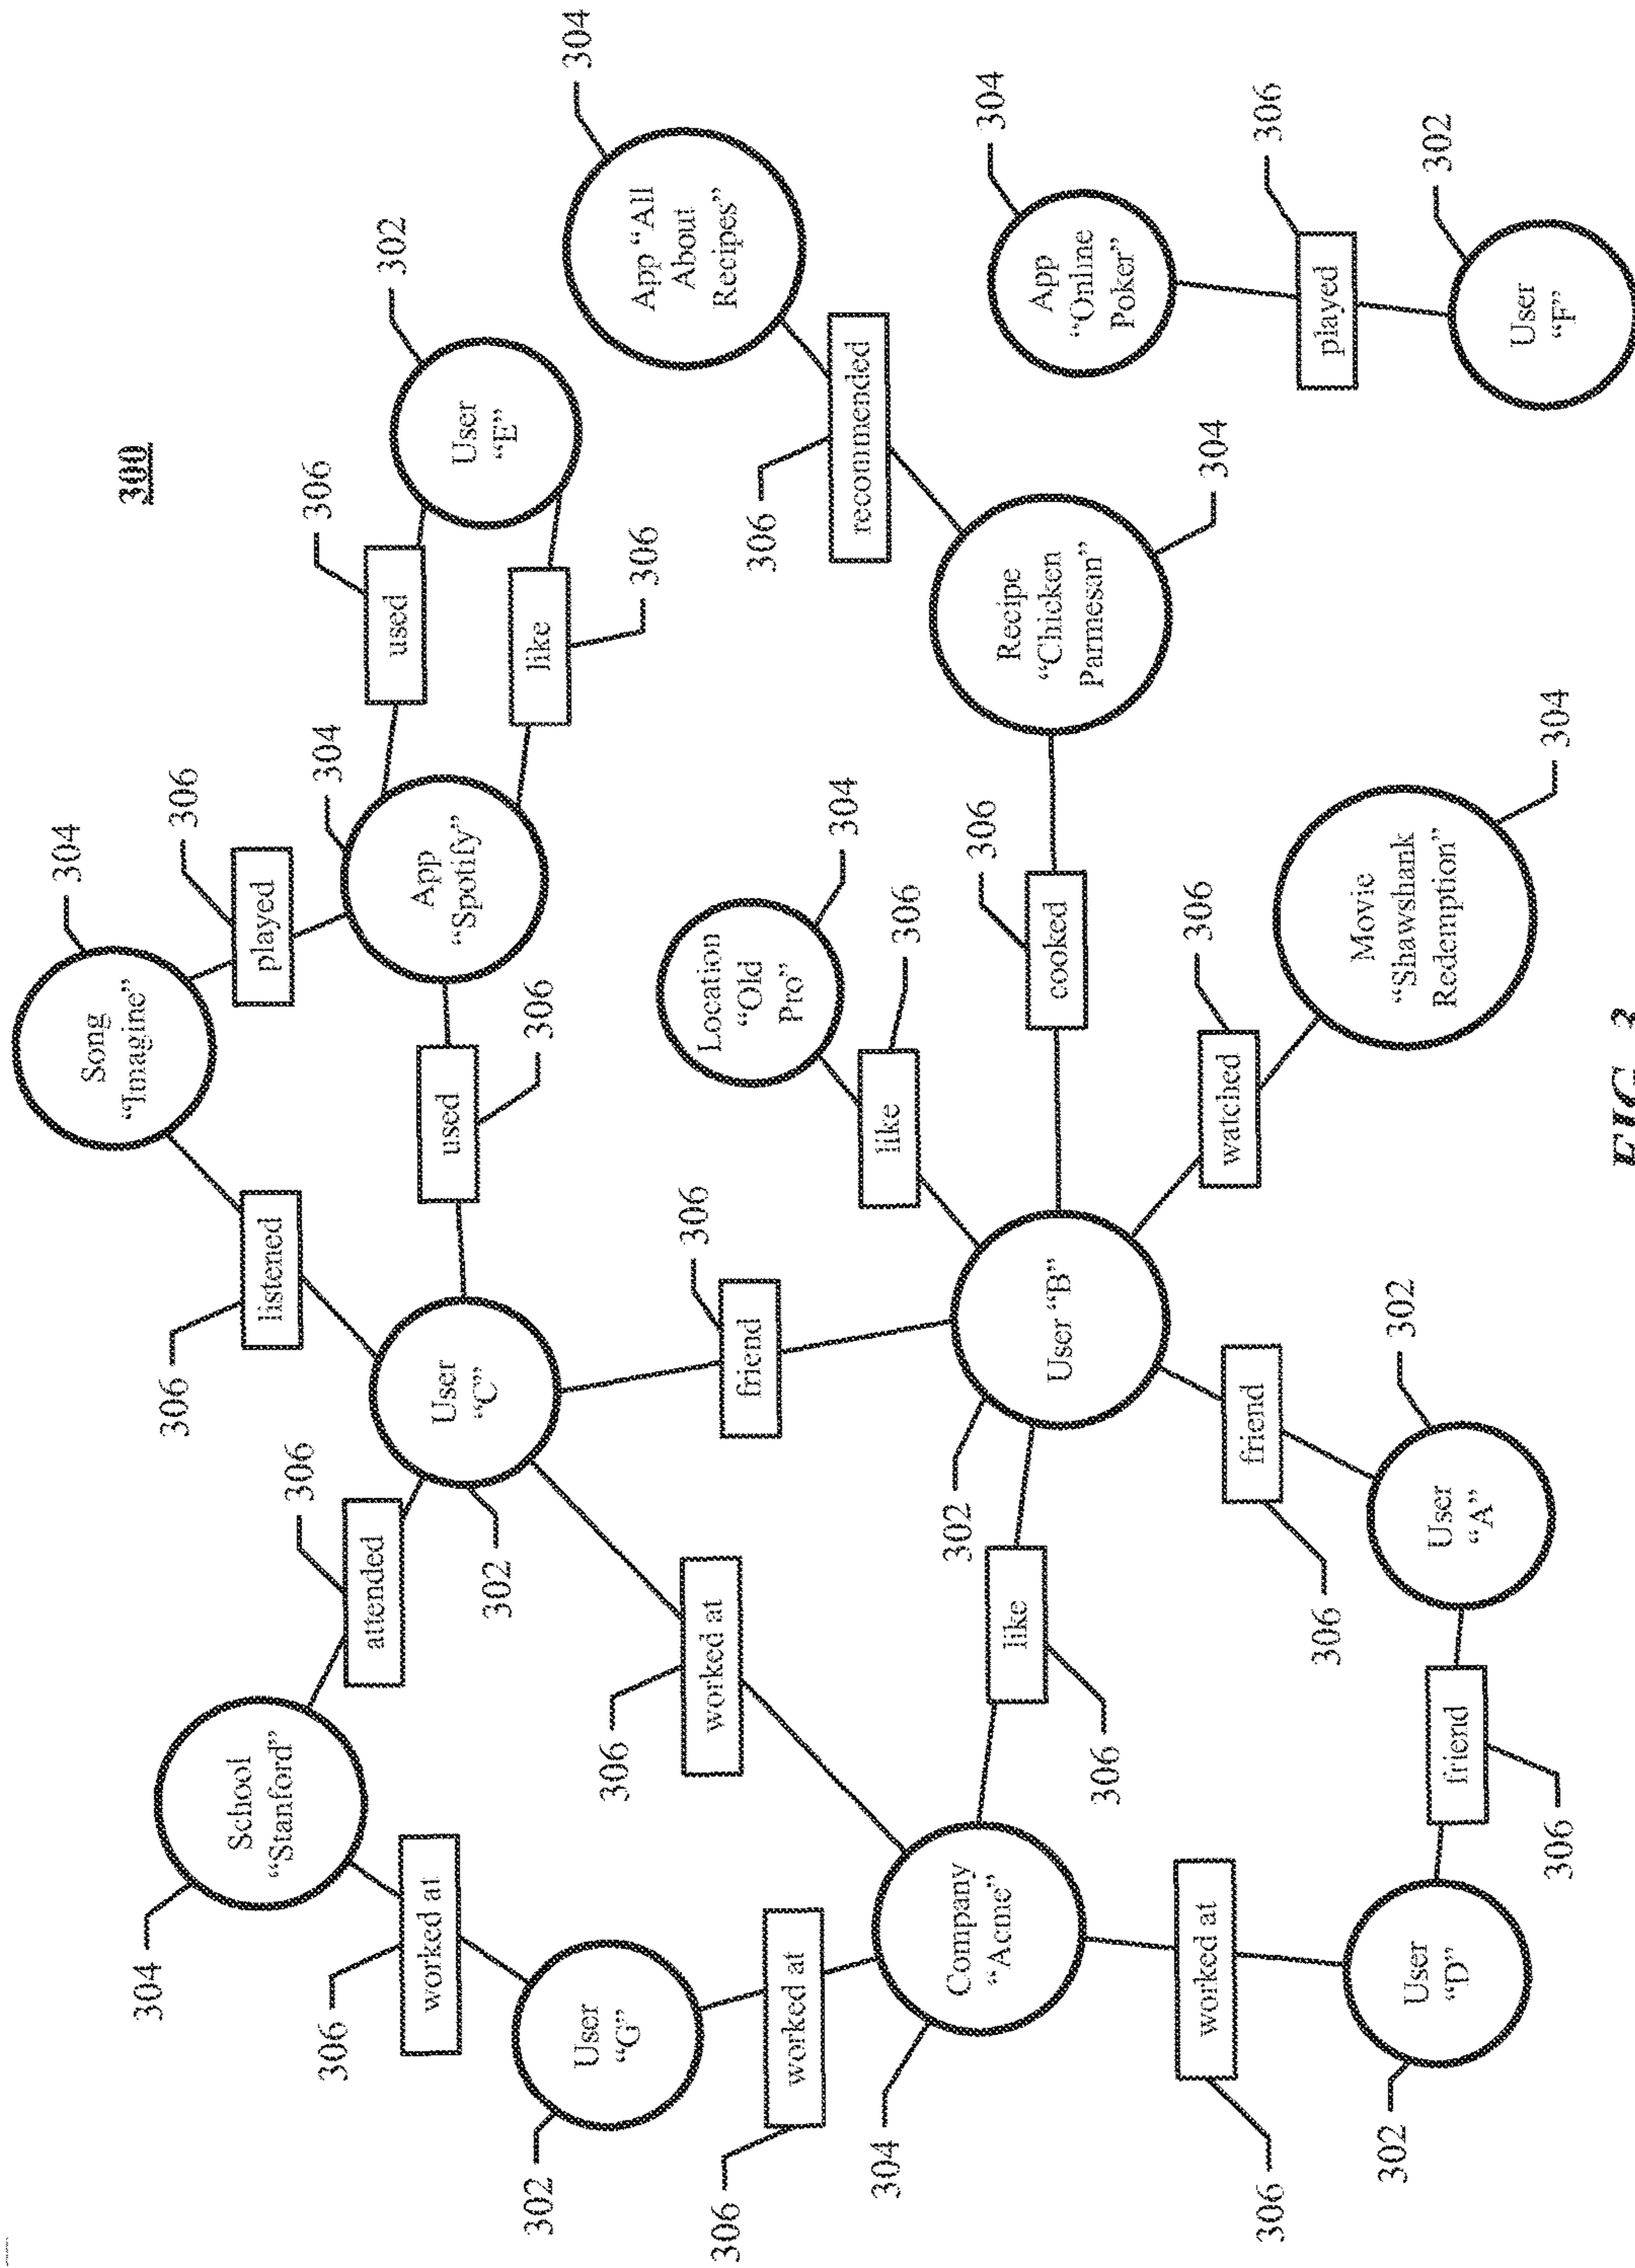 300
Song
"Imagine"
304
304
306
306
School
"Stanford"
listened
played
306
306
306
304
attended
used
302
worked at
User
"C"
used
App
"Spotify"
User
"E"
302
306
like
302
304
User
"G"
306
306
App "All
About
Recipes"
306
worked at
Location
"Old
Pro"
306
friend
306
worked at
304
recommended
304
like
306
Company
"Acme"
302
306
304
like
User "B"
cooked
Recipe
"Chicken
Parmesan"
App
"Online
Poker"
306
worked at
306
304
watched
friend
306
306
306
played
302
302
Movie
"Shawshank
Redemption"
User
"D"
User
"A"
302
friend
User
"F"
306
304
FIG. 3